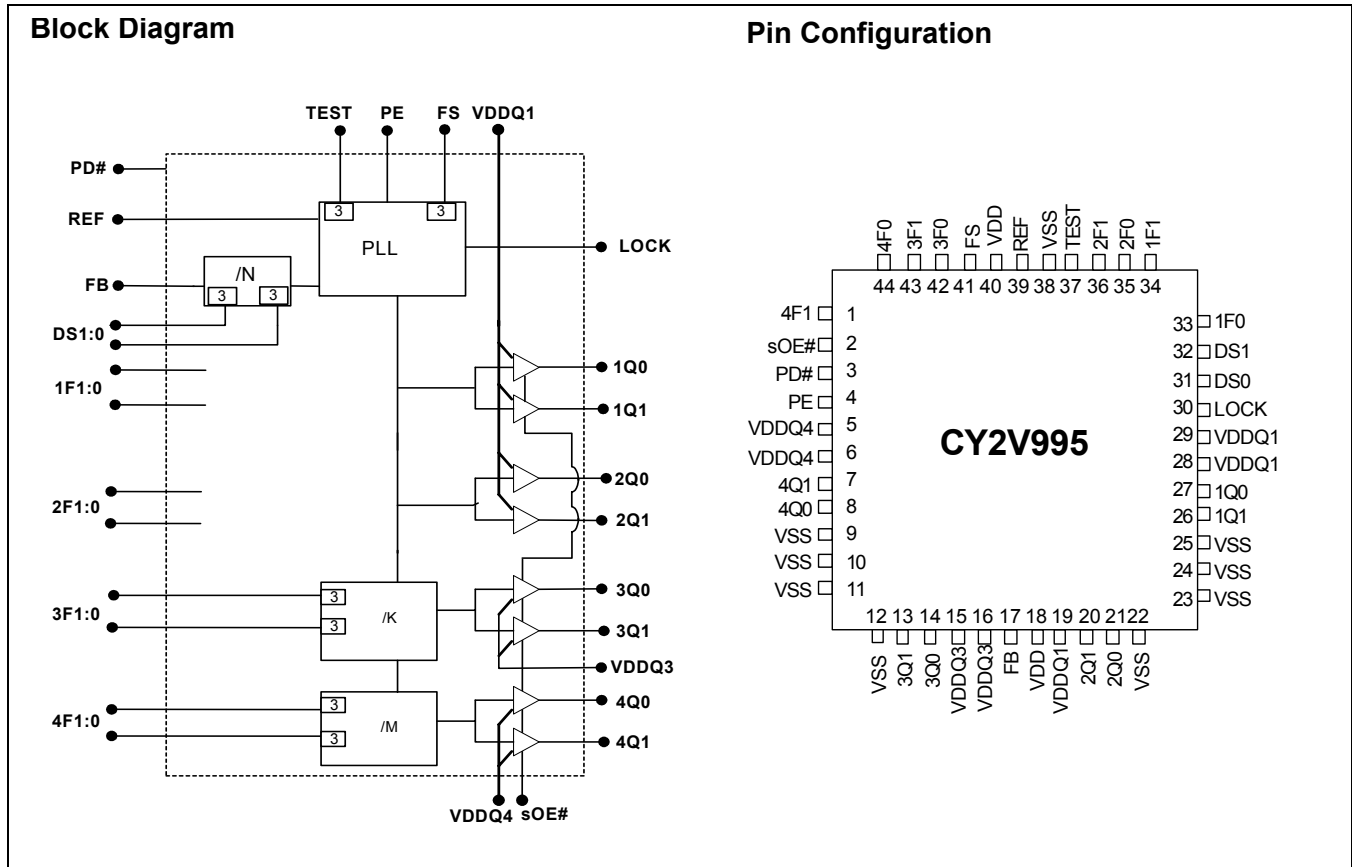 Block Diagram
Pin Configuration
TEST PE FS VDDQ1
PD#
REF
FB
DS1:0
1F1:0
2F1:0
3F1:0
4F1:0
3 3
PLL
/N
3 3
3
3
/K
3
3
/M
LOCK
1Q0
1Q1
2Q0
2Q1
3Q0
3Q1
VDDQ3
4Q0
4Q1
VDDQ4 sOE#
4F0 3F1 3F0 FS VDD REF VSS TEST 2F1 2F0 1F1
44 43 42 41 40 39 38 37 36 35 34
4F1 1
sOE# 2
PD# 3
PE 4
VDDQ4 5
VDDQ4 6
4Q1 7
4Q0 8
VSS 9
VSS 10
VSS 11
CY2V995
33 1F0
32 DS1
31 DS0
30 LOCK
29 VDDQ1
28 VDDQ1
27 1Q0
26 1Q1
25 VSS
24 VSS
23 VSS
12 13 14 15 16 17 18 19 20 21 22
VSS 3Q1 3Q0 VDDQ3 VDDQ3 FB VDD VDDQ1 2Q1 2Q0 VSS